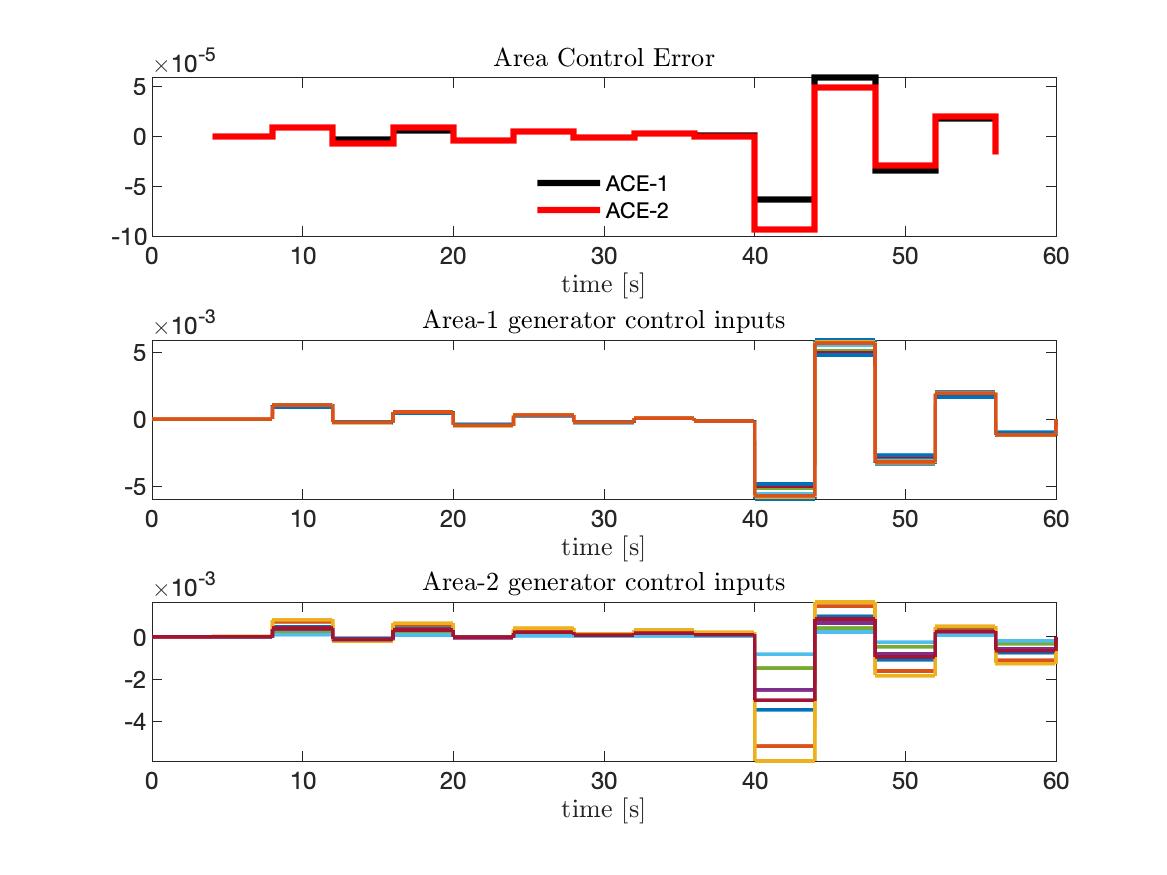 ×10-5
Area Control Error
5
0
-5
-10
ACE-1
ACE-2
0 10 20 30 40 50 60
time [s]
×10-3
Area-1 generator control inputs
5
0
-5
0 10 20 30 40 50 60
time [s]
×10-3
Area-2 generator control inputs
0
-2
-4
0 10 20 30 40 50 60
time [s]